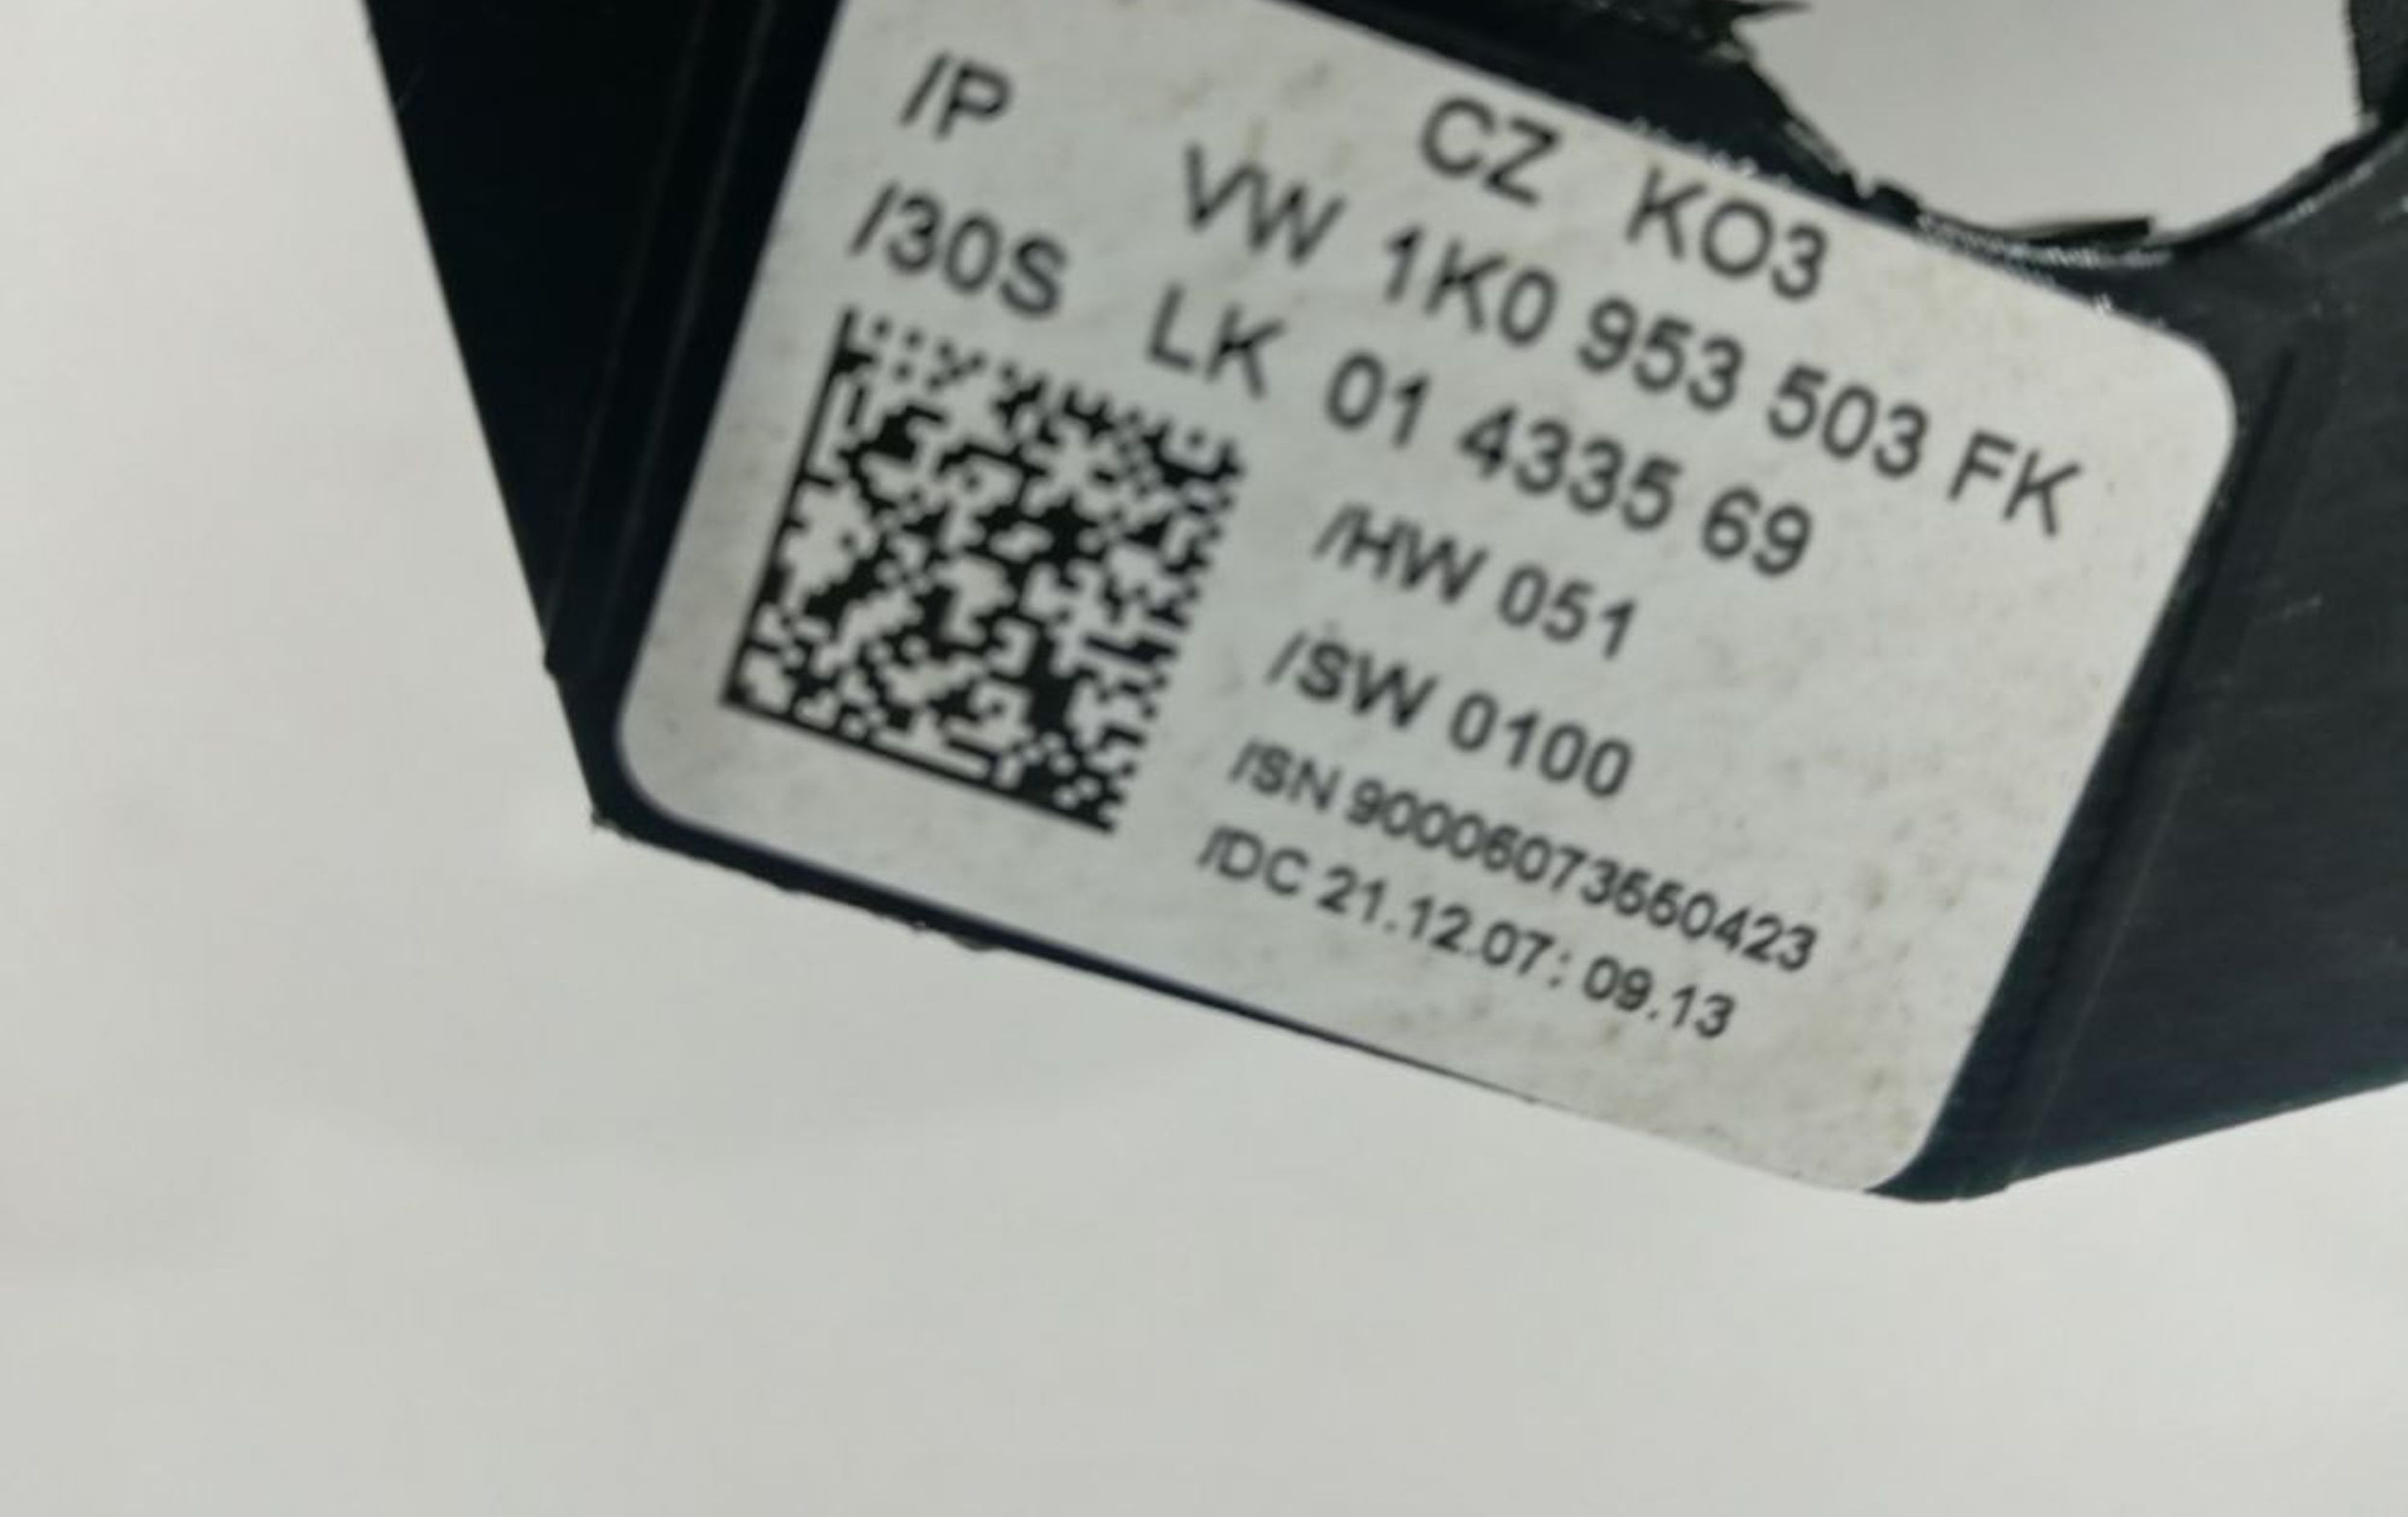 CZ KO3
/P VW 1K0 953 503 FK
/30S LK 01 4335 69
/HW 051
/SW 0100
/SN 90006073550423
/DC 21.12.07: 09.13